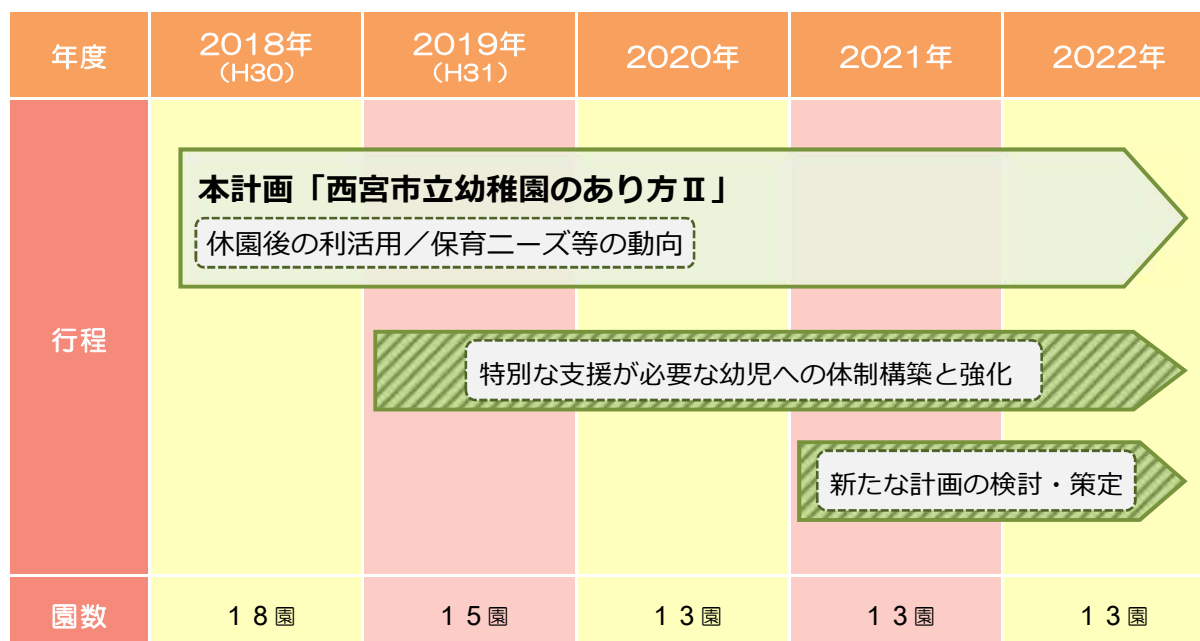 年度 2018年 2019年 2020年 2021年 2022年
（H30） （H31）
本計画「西宮市立幼稚園のあり方Ⅱ」
休園後の利活用／保育ニーズ等の動向
行程
特別な支援が必要な幼児への体制構築と強化
新たな計画の検討・策定
園数 １８園 １５園 １３園 １３園 １３園